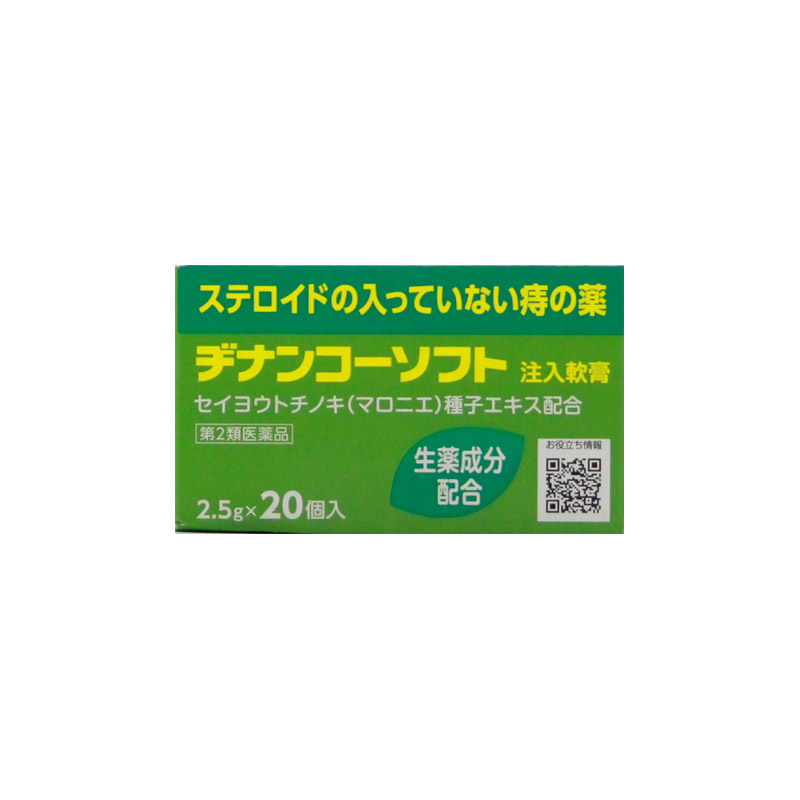 ステロイドの入っていない痔の薬
ヂナンコーソフト 注入軟膏
セイヨウトチノキ(マロニエ)種子エキス配合
第2類医薬品
生薬成分
配合
お役立ち情報
2.5g×20個入